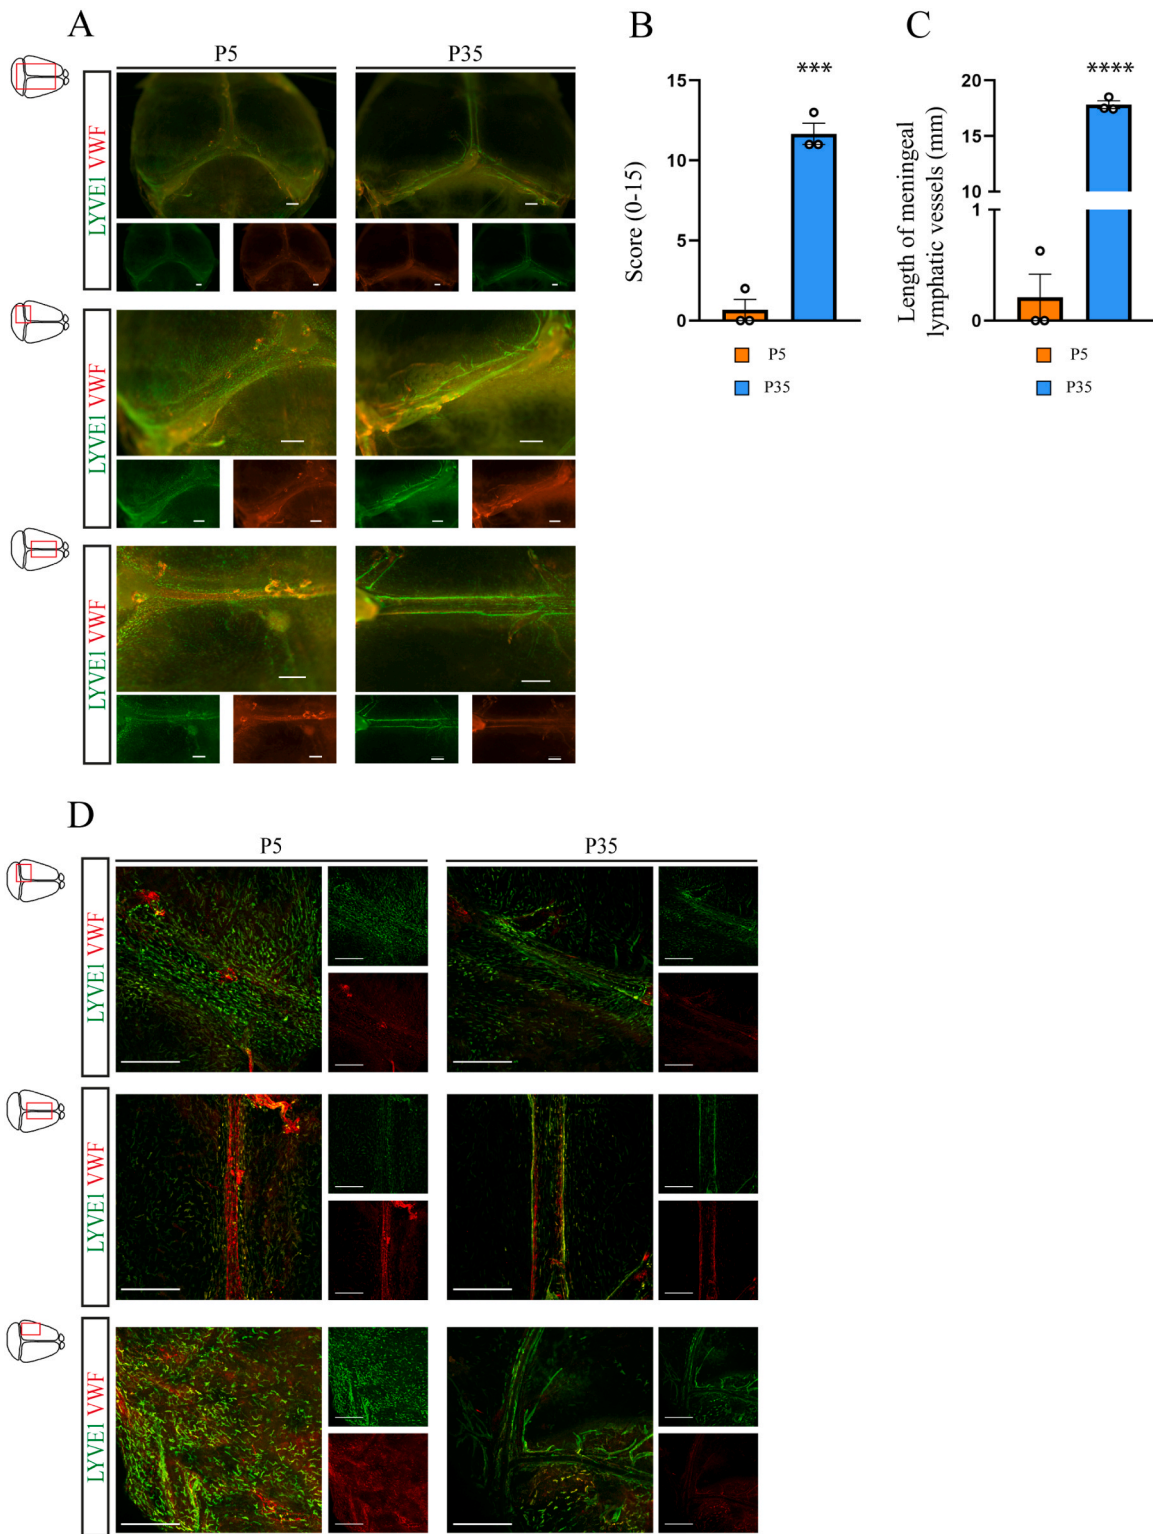 A
P5
P35
LYVE1 VWF
LYVE1 VWF
LYVE1 VWF
B
***
15
10
5
0
Score (0-15)
P5
P35
C
****
20
15
10
1
0
Length of meningeal
lymphatic vessels (mm)
P5
P35
D
P5
P35
LYVE1 VWF
LYVE1 VWF
LYVE1 VWF